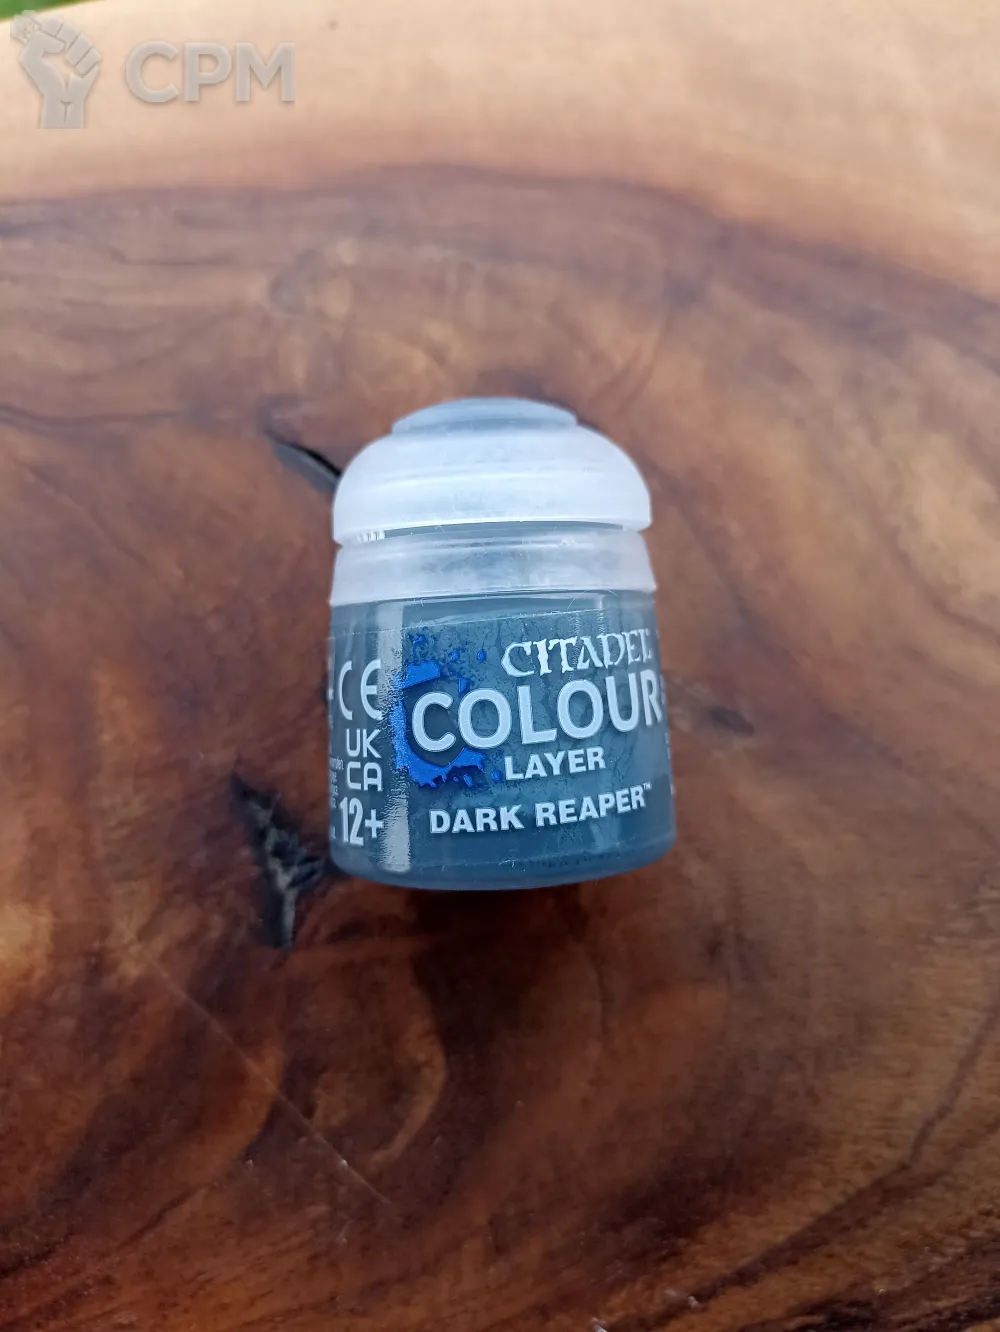 CPM
CITADEL
COLOUR
LAYER
DARK REAPER™
CE
UK
CA
12+